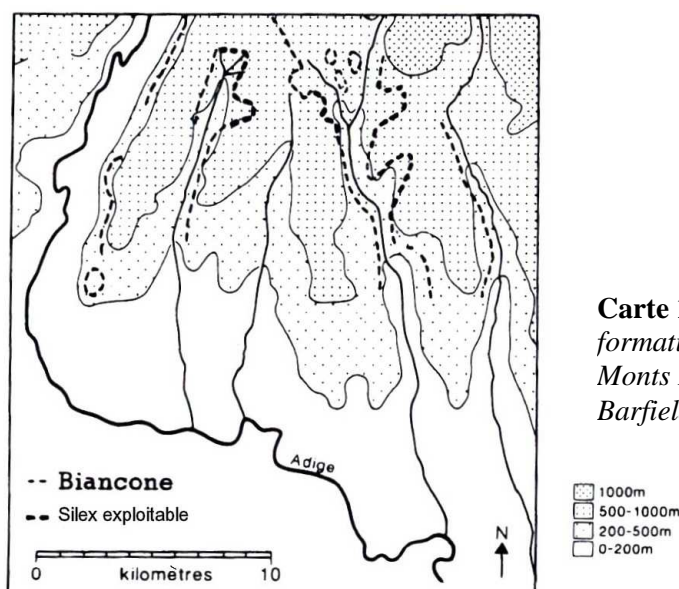 Adige
-- Biancone
-- Silex exploitable
0 kilomètres 10
N
Carte
formati
Monts
Barfiel
1000m
500-1000m
200-500m
0-200m